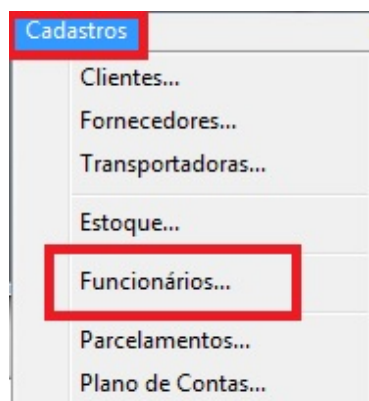 Cadastros
Clientes...
Fornecedores...
Transportadoras...
Estoque...
Funcionários...
Parcelamentos...
Plano de Contas...